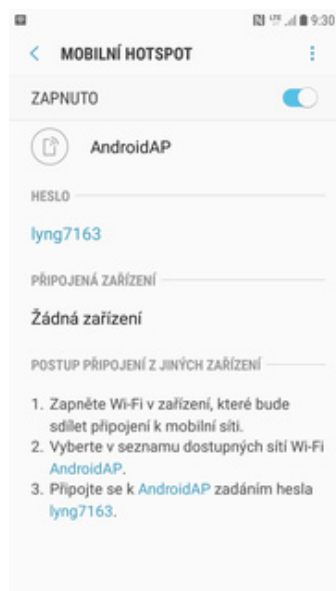 LTE 9:30
MOBILNÍ HOTSPOT
ZAPNUTO
AndroidAP
HESLO
lyng7163
PŘIPOJENÁ ZAŘÍZENÍ
Žádná zařízení
POSTUP PŘIPOJENÍ Z JINÝCH ZAŘÍZENÍ
1. Zapněte Wi-Fi v zařízení, které bude
sdílet připojení k mobilní síti.
2. Vyberte v seznamu dostupných sítí Wi-Fi
AndroidAP.
3. Připojte se k AndroidAP zadáním hesla
lyng7163.